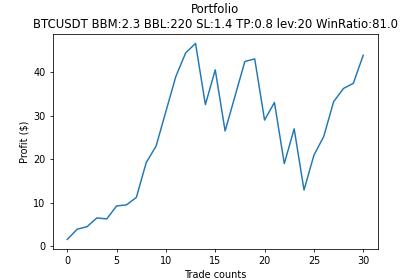 Portfolio
BTCUSDT BBM:2.3 BBL:220 SL:1.4 TP:0.8 lev:20 WinRatio:81.0
40
30
20
10
0
Profit ($)
0 5 10 15 20 25 30
Trade counts